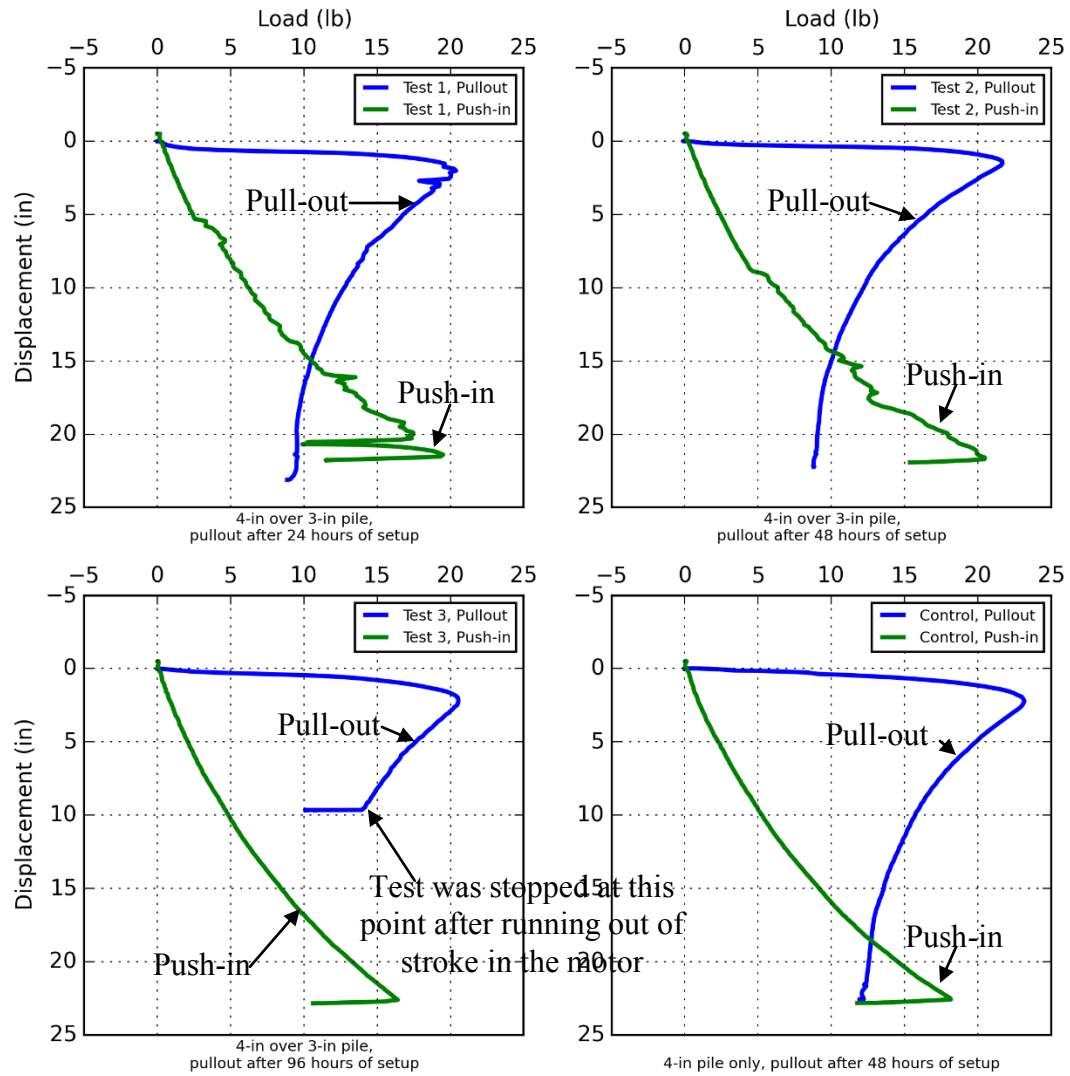 Load (lb)
−5 0 5 10 15 20 25
−5
0
5
10
15
20
25
Displacement (in)
Test 1, Pullout
Test 1, Push-in
Pull-out
Push-in
4-in over 3-in pile,
pullout after 24 hours of setup
Load (lb)
−5 0 5 10 15 20 25
0
5
10
15
20
25
Test 2, Pullout
Test 2, Push-in
Pull-out
Push-in
4-in over 3-in pile,
pullout after 48 hours of setup
−5 0 5 10 15 20 25
−5
0
5
10
15
20
25
Displacement (in)
Test 3, Pullout
Test 3, Push-in
Pull-out
Test was stopped at this
point after running out of
stroke in the motor
Push-in
4-in over 3-in pile,
pullout after 96 hours of setup
−5 0 5 10 15 20 25
0
5
10
15
20
25
Control, Pullout
Control, Push-in
Pull-out
Push-in
4-in pile only, pullout after 48 hours of setup